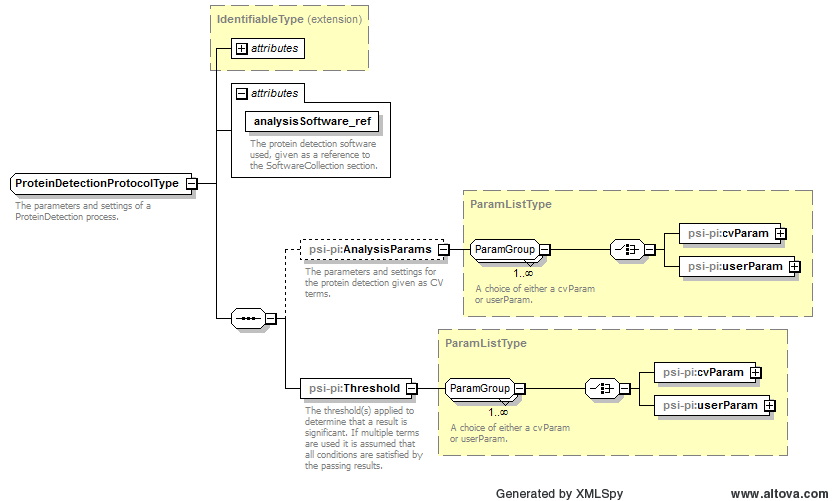 IdentifiableType (extension)
attributes
attributes
analysisSoftware_ref
The protein detection software
used, given as a reference to
the SoftwareCollection section.
ProteinDetectionProtocolType
The parameters and settings of a
ProteinDetection process.
ParamListType
psi-pi:AnalysisParams
ParamGroup
psi-pi:cvParam
psi-pi:userParam
1..∞
The parameters and settings for
the protein detection given as CV
terms.
A choice of either a cvParam
or userParam.
ParamListType
psi-pi:Threshold
ParamGroup
psi-pi:cvParam
psi-pi:userParam
1..∞
The threshold(s) applied to
determine that a result is
significant. If multiple terms
are used it is assumed that
all conditions are satisfied by
the passing results.
A choice of either a cvParam
or userParam.
Generated by XMLSpy
www.altova.com